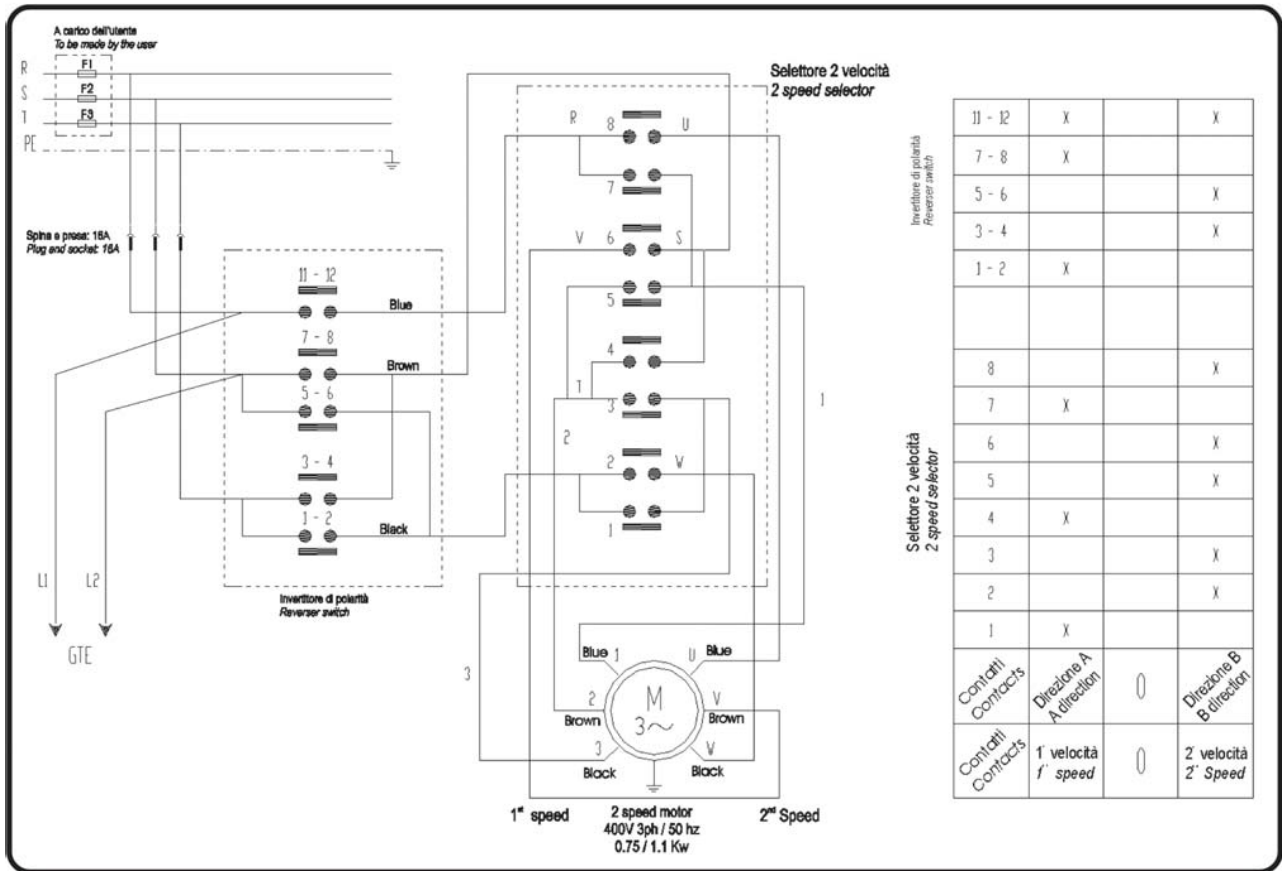 A carico dell'utente
To be made by the user
R
F1
S
F2
T
F3
PE
Spina e presa: 16A
Plug and socket: 16A
11 - 12
Blue
7 - 8
Brown
5 - 6
3 - 4
1 - 2
Black
Invertitore di polarità
Reverser switch
L1
L2
GTE
Selettore 2 velocità
2 speed selector
R
8
U
7
V
6
S
5
4
T
3
2
2
W
1
1
3
Blue
1
U
Blue
2
M
3~
V
Brown
Brown
3
W
Black
Black
1st speed
2 speed motor
2nd Speed
400V 3ph / 50 hz
0.75 / 1.1 Kw
Invertitore di polarità
Reverser switch
11 - 12 X X
7 - 8 X
5 - 6 X
3 - 4 X
1 - 2 X
Selettore 2 velocità
2 speed selector
8 X
7 X
6 X
5 X
4 X
3 X
2 X
1 X
Contatti
Contacts
Direzione A
A direction
0
Direzione B
B direction
Contatti
Contacts
1' velocità
1'' speed
0
2' velocità
2'' Speed